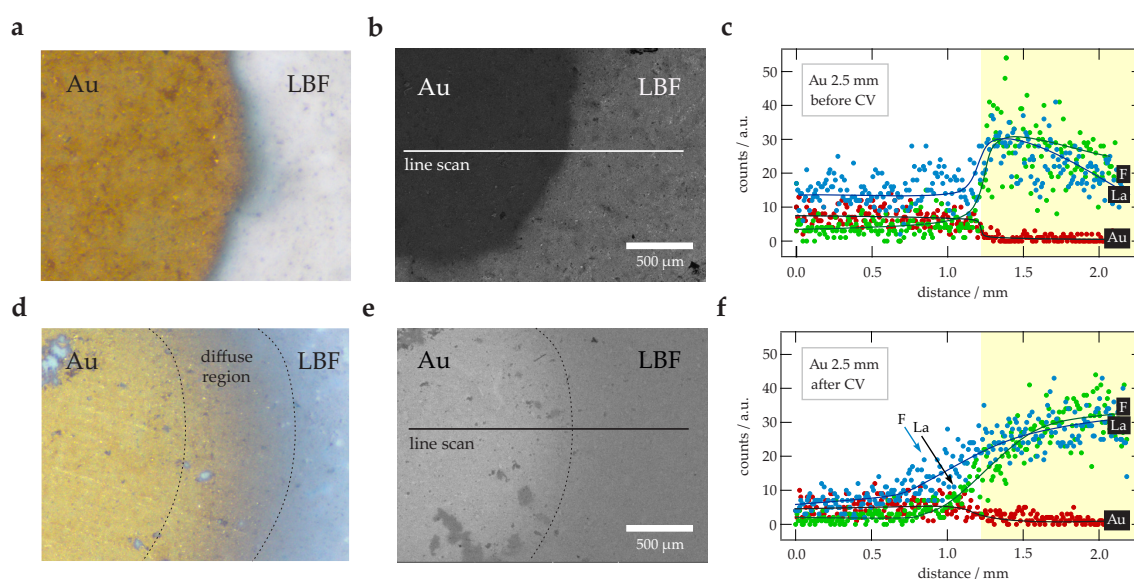 a
Au
LBF
b
Au
LBF
line scan
500 µm
c
50
40
30
20
10
0
counts / a.u.
Au 2.5 mm
before CV
F
La
Au
0.0
0.5
1.0
1.5
2.0
distance / mm
d
Au
diffuse
region
LBF
e
Au
LBF
line scan
500 µm
f
50
40
30
20
10
0
counts / a.u.
Au 2.5 mm
after CV
F
La
F
La
Au
0.0
0.5
1.0
1.5
2.0
distance / mm